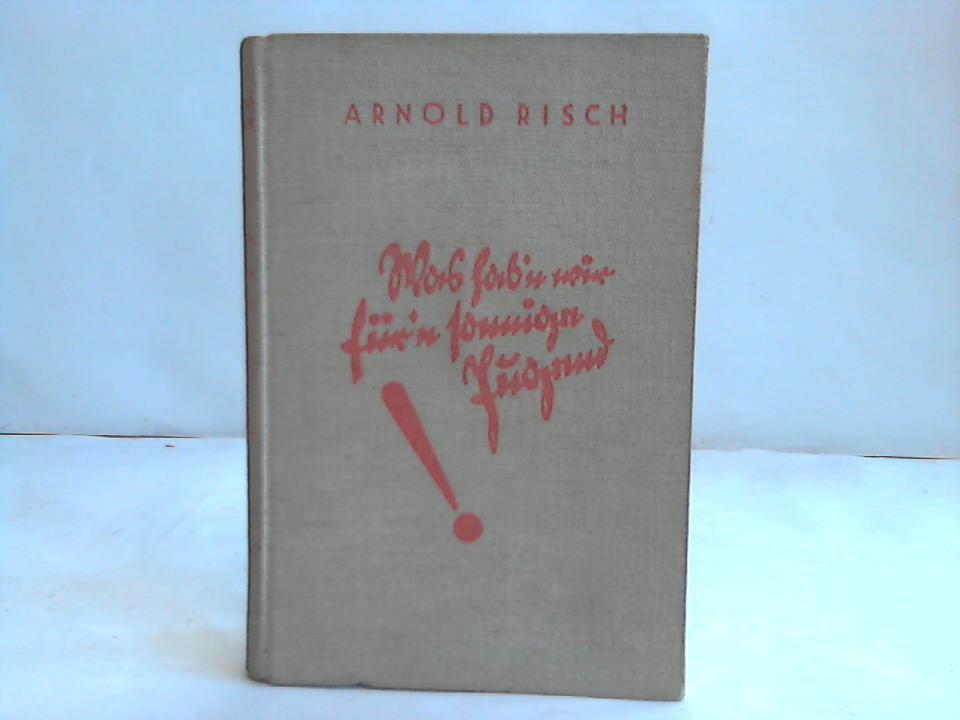 ARNOLD RISCH
Was hab'n wir
für'n sonnige
Jugend
!